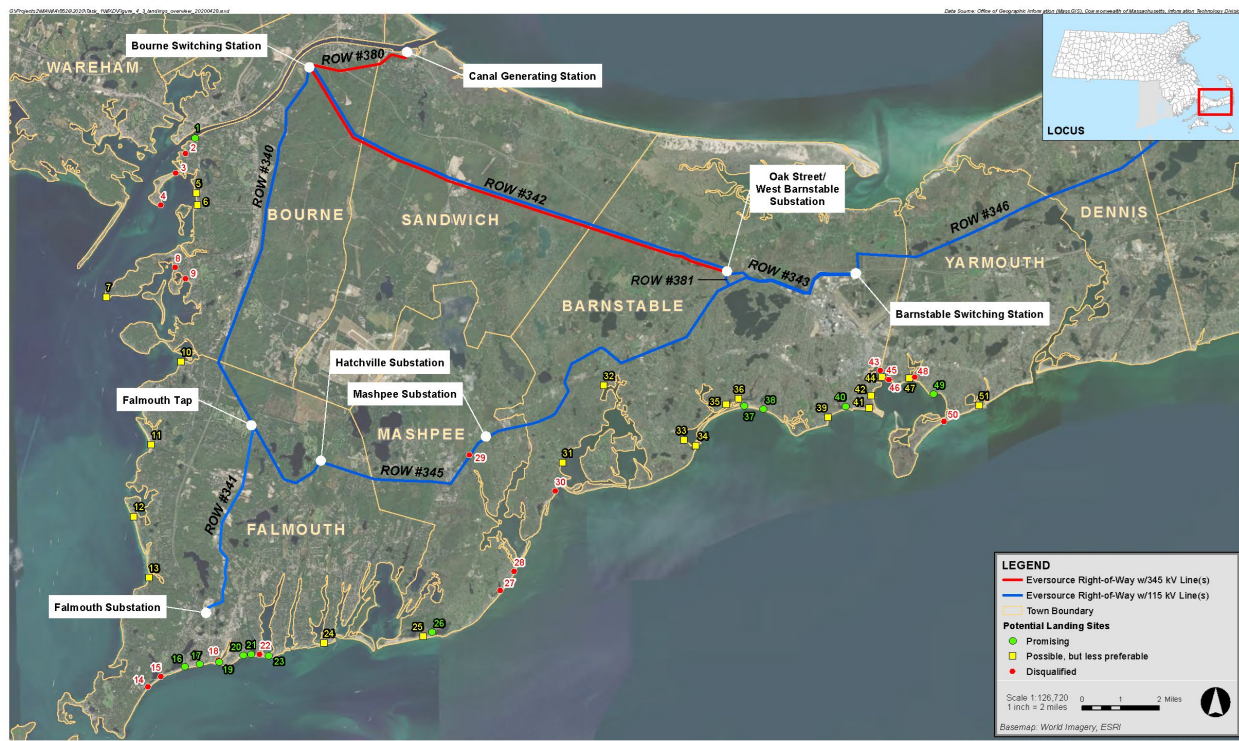 Data Source: Office of Geographic Information (MassGIS), Commonwealth of Massachusetts, Information Technology Division
LOCUS
Bourne Switching Station
ROW #380
Canal Generating Station
WAREHAM
1
2
3
4
5
6
ROW #340
BOURNE
SANDWICH
ROW #342
Oak Street/
West Barnstable
Substation
ROW #346
DENNIS
YARMOUTH
ROW #381
ROW #343
BARNSTABLE
Barnstable Switching Station
7
8
9
10
Hatchville Substation
Mashpee Substation
Falmouth Tap
MASHPEE
ROW #345
ROW #341
FALMOUTH
Falmouth Substation
11
12
13
14
15
16
17
18
19
20
21
22
23
24
25
26
27
28
29
30
31
32
33
34
35
36
37
38
39
40
41
42
43
44
45
46
47
48
49
50
51
LEGEND
Eversource Right-of-Way w/345 kV Line(s)
Eversource Right-of-Way w/115 kV Line(s)
Town Boundary
Potential Landing Sites
Promising
Possible, but less preferable
Disqualified
Scale 1:126,720
1 inch = 2 miles
0 1 2 Miles
Basemap: World Imagery, ESRI